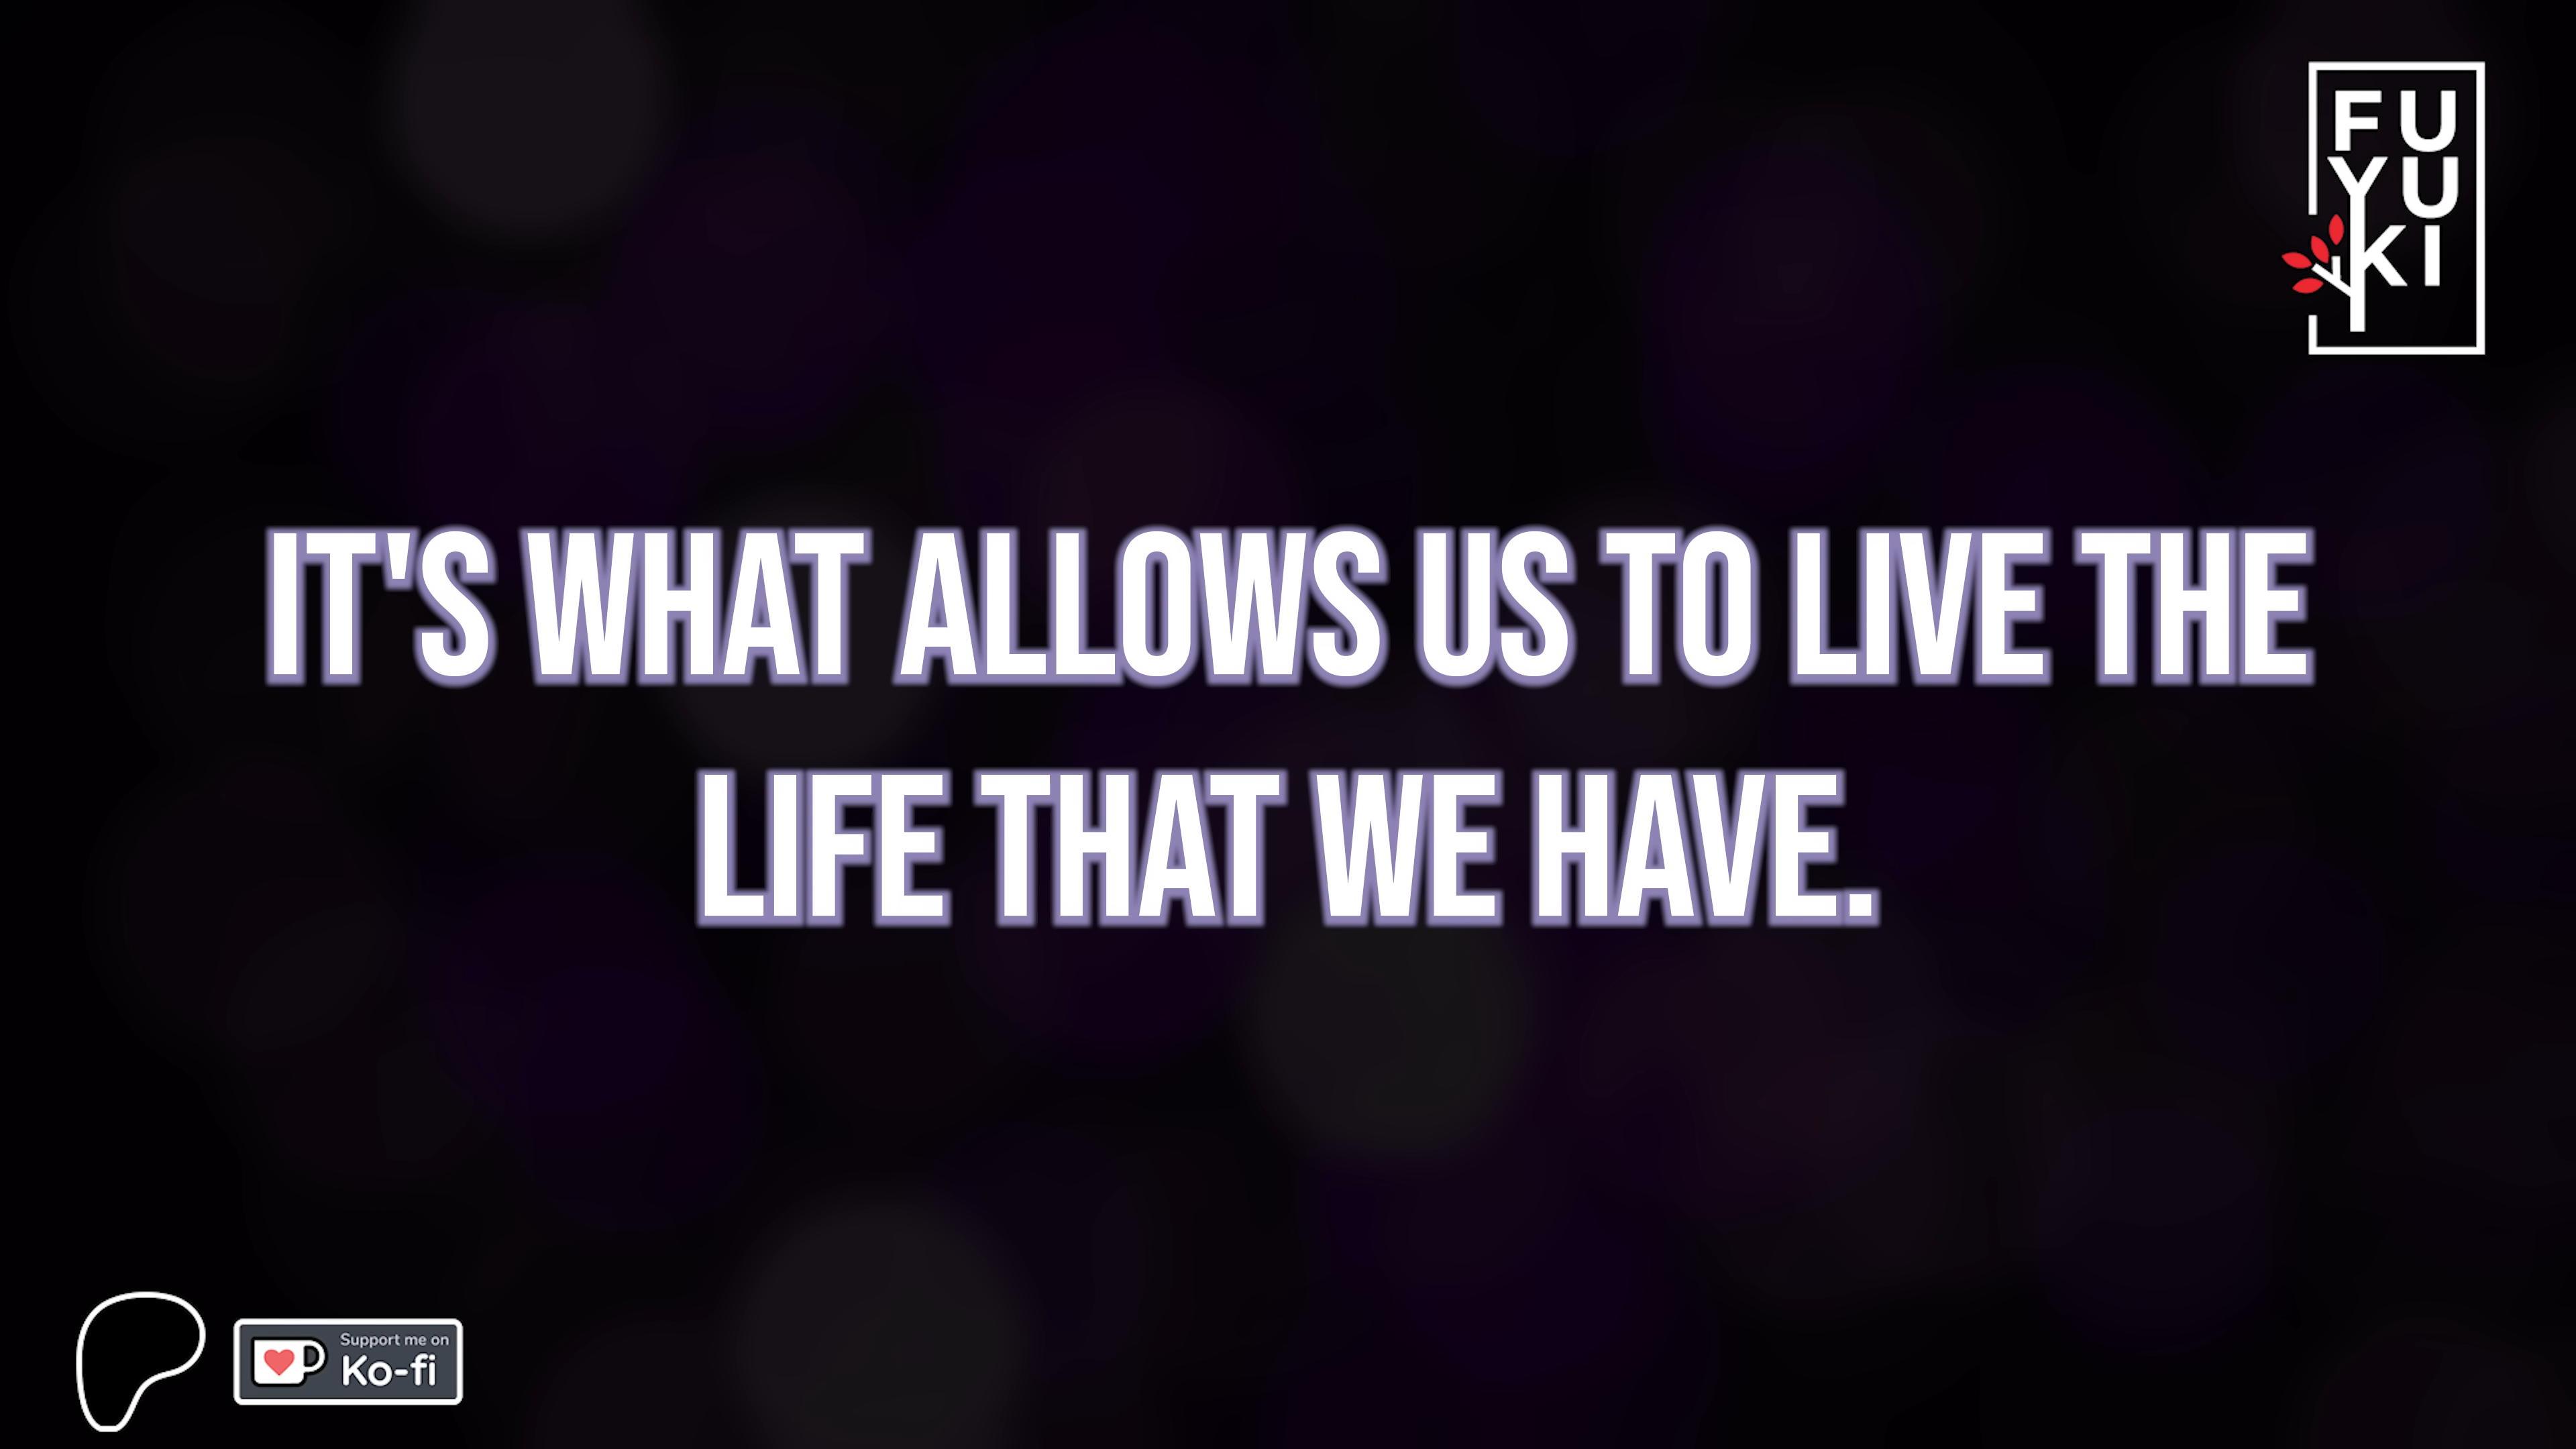 FU
YU
KI
IT'S WHAT ALLOWS US TO LIVE THE
LIFE THAT WE HAVE.
Support me on
Ko-fi